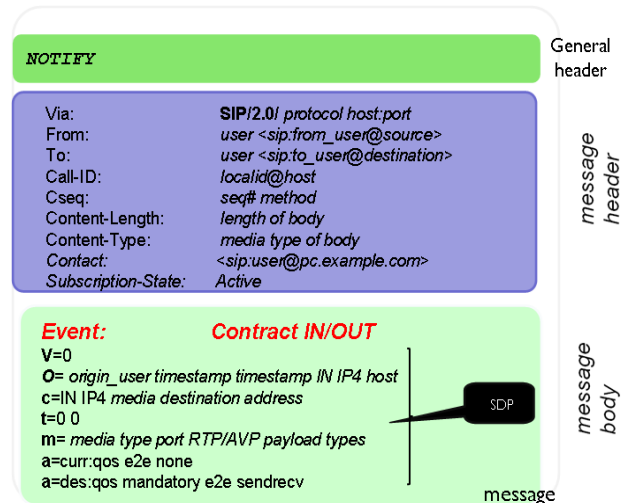 NOTIFY
General header
Via: SIP/2.0/ protocol host:port
From: user <sip:from_user@source>
To: user <sip:to_user@destination>
Call-ID: localid@host
Cseq: seq# method
Content-Length: length of body
Content-Type: media type of body
Contact: <sip:user@pc.example.com>
Subscription-State: Active
message header
Event: Contract IN/OUT
V=0
O= origin_user timestamp timestamp IN IP4 host
c=IN IP4 media destination address
t=0 0
m= media type port RTP/AVP payload types
a=curr:qos e2e none
a=des:qos mandatory e2e sendrecv
SDP
message body
message